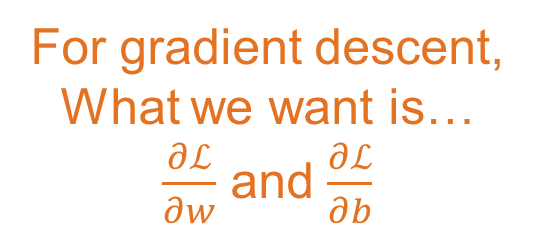 For gradient descent,
What we want is…
∂ℒ/∂w and ∂ℒ/∂b